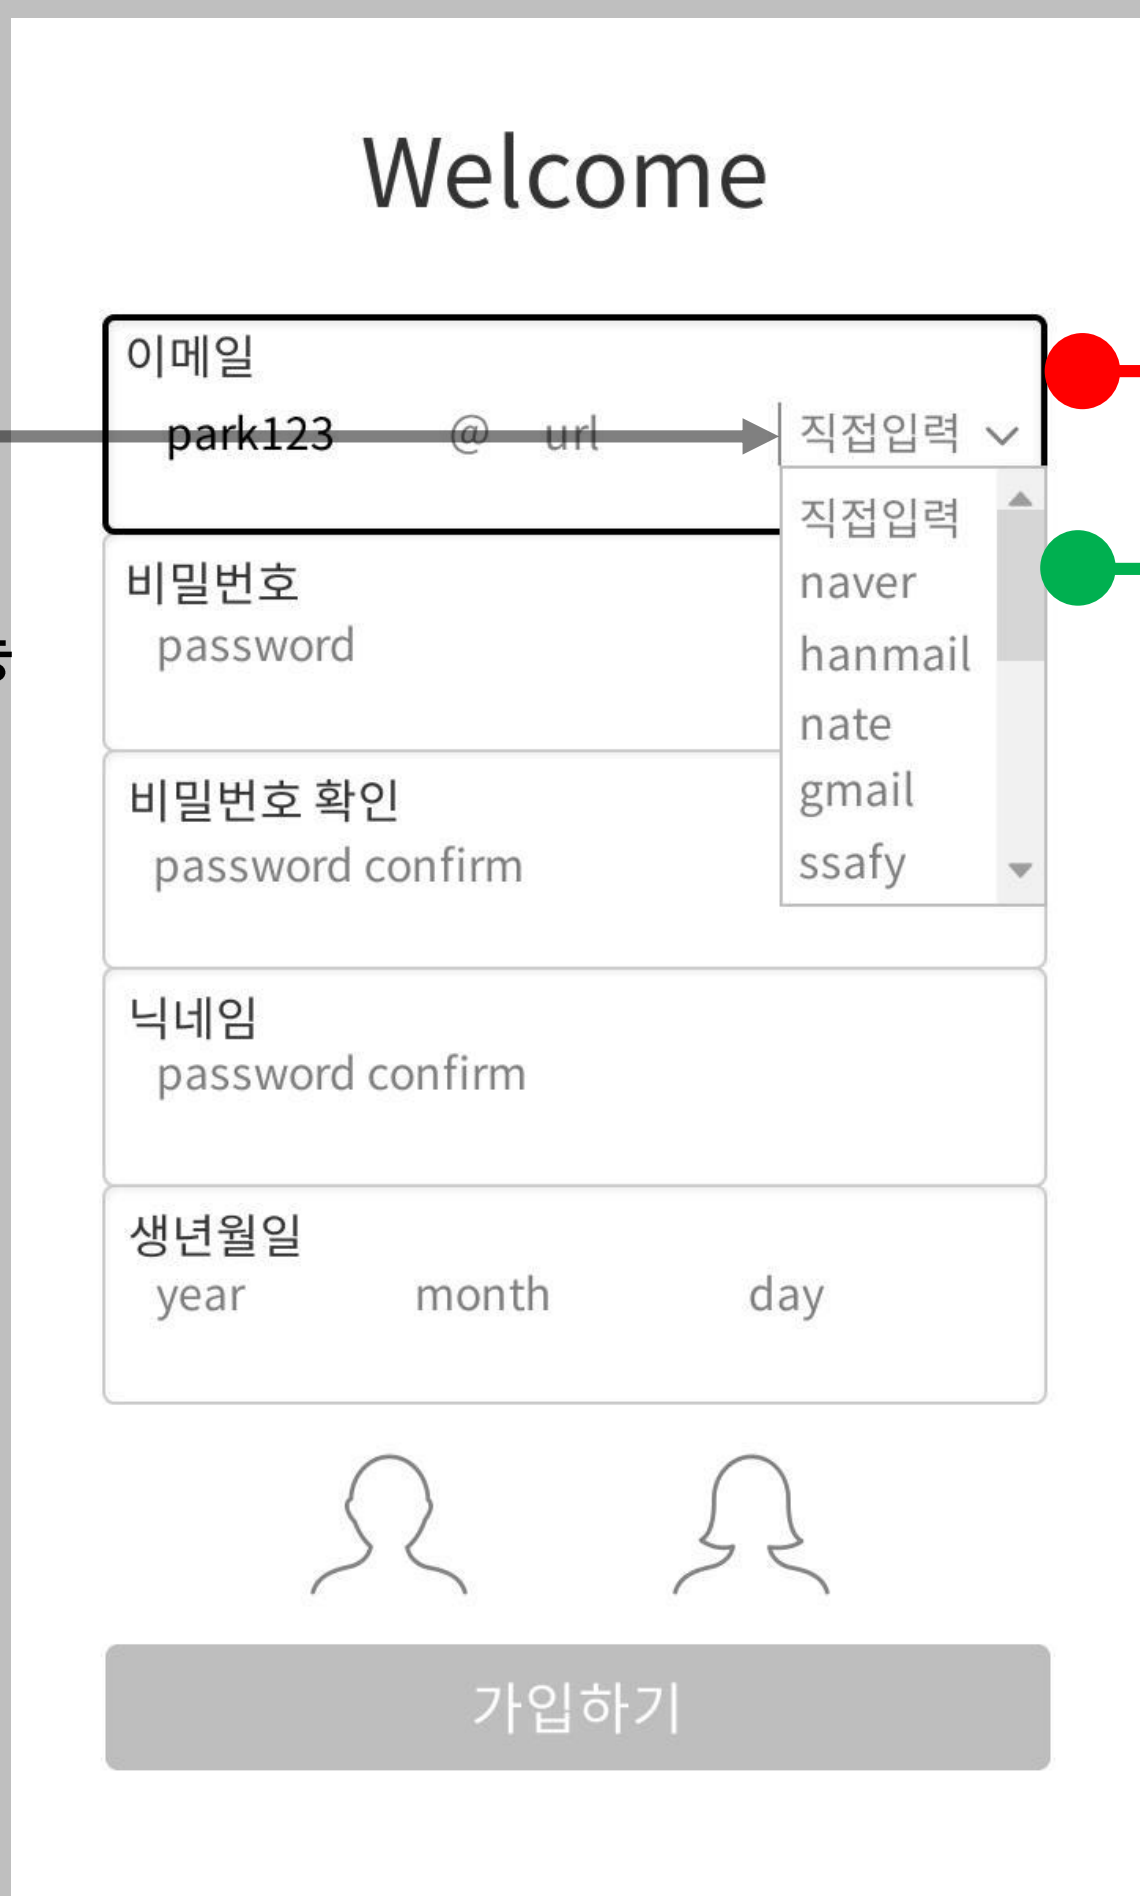 Welcome
이메일
park123 @ url 직접입력
직접입력
naver
hanmail
nate
gmail
ssafy
비밀번호
password
비밀번호 확인
password confirm
닉네임
password confirm
생년월일
year month day
가입하기